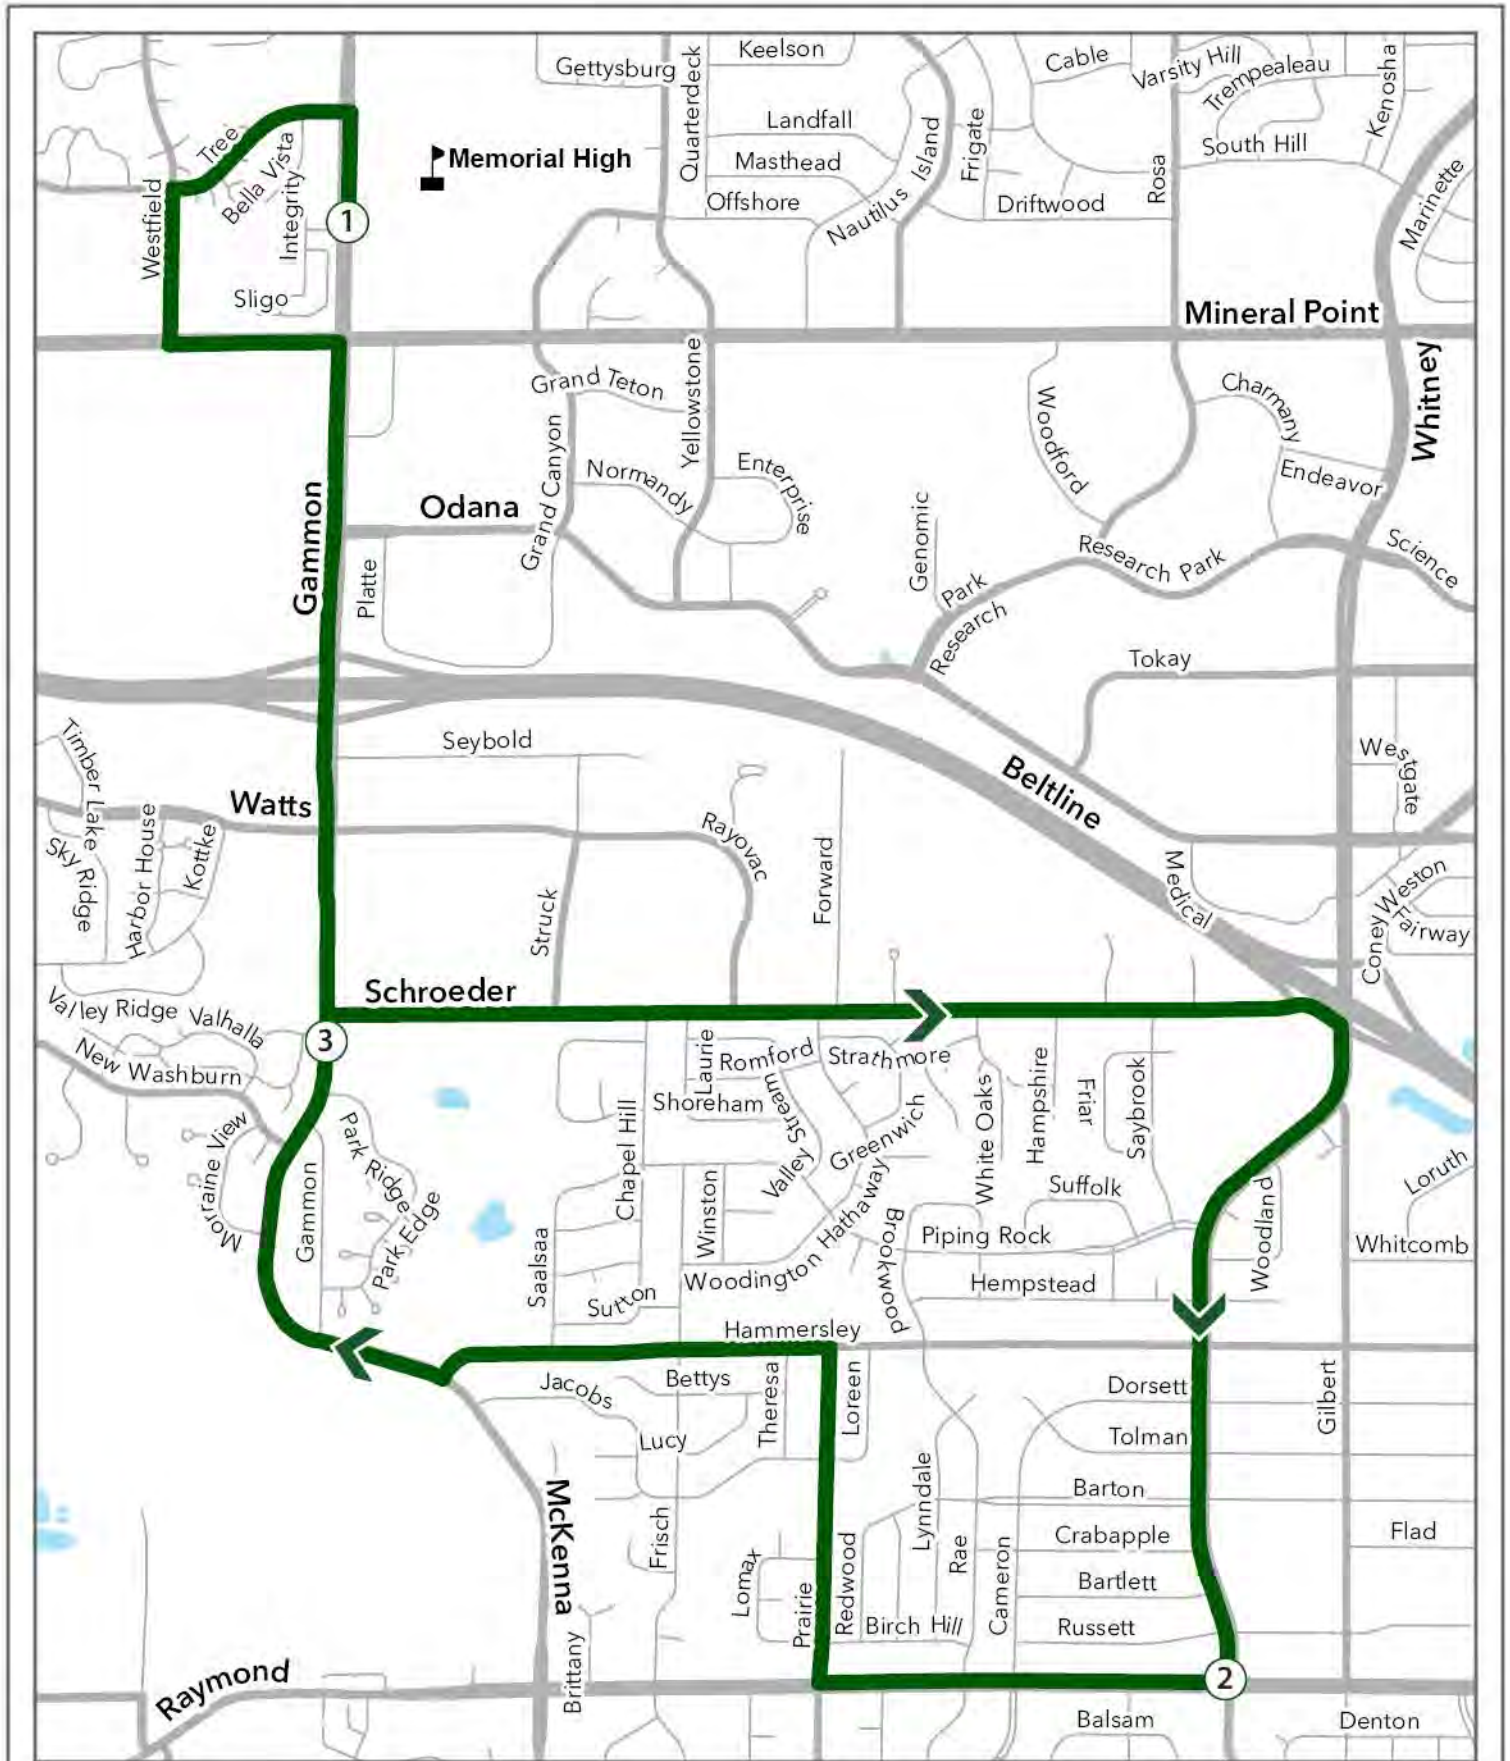 Gettysburg
Quarterdeck
Keelson
Cable
Varsity Hill
Trempealeau
Kenosha
Tree
Bella Vista
Integrity
Memorial High
Landfall
Masthead
Offshore
Nautilus Island
Frigate
Driftwood
Rosa
South Hill
Marinette
Westfield
1
Sligo
Mineral Point
Whitney
Grand Teton
Yellowstone
Woodford
Charmany
Endeavor
Gammon
Odana
Grand Canyon
Normandy
Enterprise
Platte
Genomic
Research Park
Research Park
Science
Tokay
Seybold
Timber Lake
Watts
Beltline
Westgate
Sky Ridge
Harbor House
Kottke
Struck
Rayovac
Forward
Medical
Coney Weston
Fairway
Schroeder
Valley Ridge
Valhalla
3
New Washburn
Laurie
Romford
Strathmore
Shoreham
Valley Stream
Greenwich
White Oaks
Hampshire
Friar
Saybrook
Morraine View
Gammon
Park Ridge
Park Edge
Chapel Hill
Winston
Hathaway
Suffolk
Loruth
Saalsaa
Sutton
Woodington
Brookwood
Piping Rock
Hempstead
Woodland
Whitcomb
Hammersley
Jacobs
Bettys
Theresa
Loreen
Dorsett
Gilbert
Lucy
Tolman
McKenna
Frisch
Lynndale
Barton
Lomax
Prairie
Redwood
Rae
Cameron
Crabapple
Flad
Bartlett
Birch Hill
Russett
Raymond
Brittany
2
Balsam
Denton